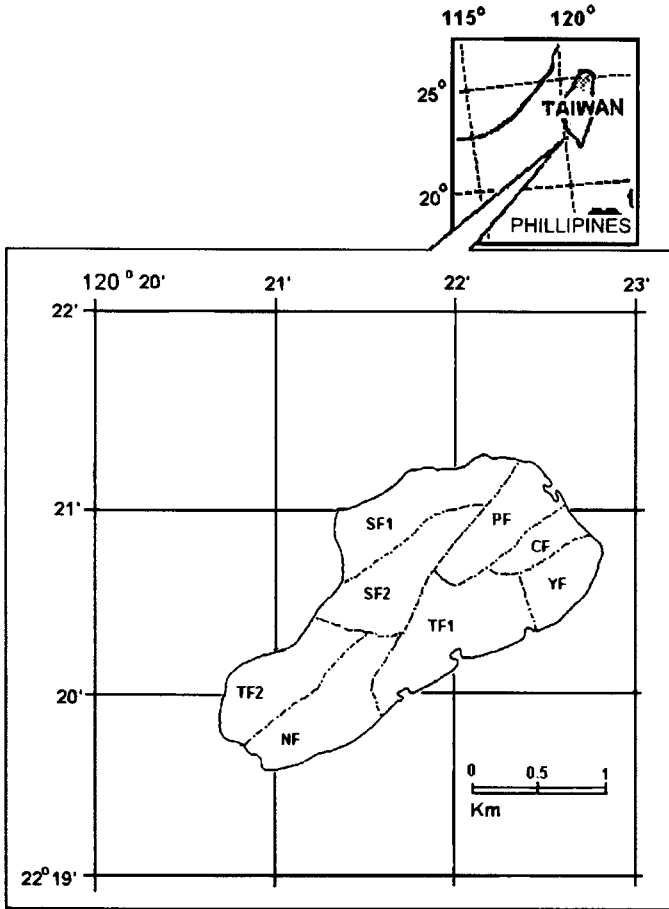 115° 120°
25°
TAIWAN
20°
PHILLIPINES
120° 20' 21' 22' 23'
22'
21'
SF1
PF
CF
YF
SF2
TF1
20'
TF2
NF
0 0.5 1
Km
22° 19'